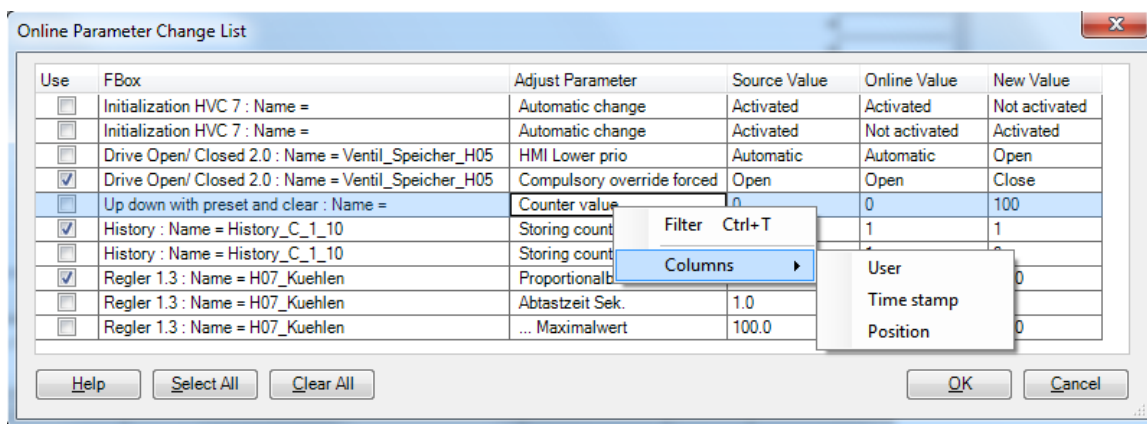 Online Parameter Change List
x
Use FBox Adjust Parameter Source Value Online Value New Value
Initialization HVC 7 : Name = Automatic change Activated Activated Not activated
Initialization HVC 7 : Name = Automatic change Activated Not activated Activated
Drive Open/ Closed 2.0 : Name = Ventil_Speicher_H05 HMI Lower prio Automatic Automatic Open
Drive Open/ Closed 2.0 : Name = Ventil_Speicher_H05 Compulsory override forced Open Open Close
Up down with preset and clear : Name = Counter value 0 0 100
History : Name = History_C_1_10 Storing count 1 1
History : Name = History_C_1_10 Storing count
Regler 1.3 : Name = H07_Kuehlen
Regler 1.3 : Name = H07_Kuehlen Abtastzeit Sek. 1.0
Regler 1.3 : Name = H07_Kuehlen ... Maximalwert 100.0
Filter Ctrl+T
Columns
User
Time stamp
Position
Help Select All Clear All OK Cancel